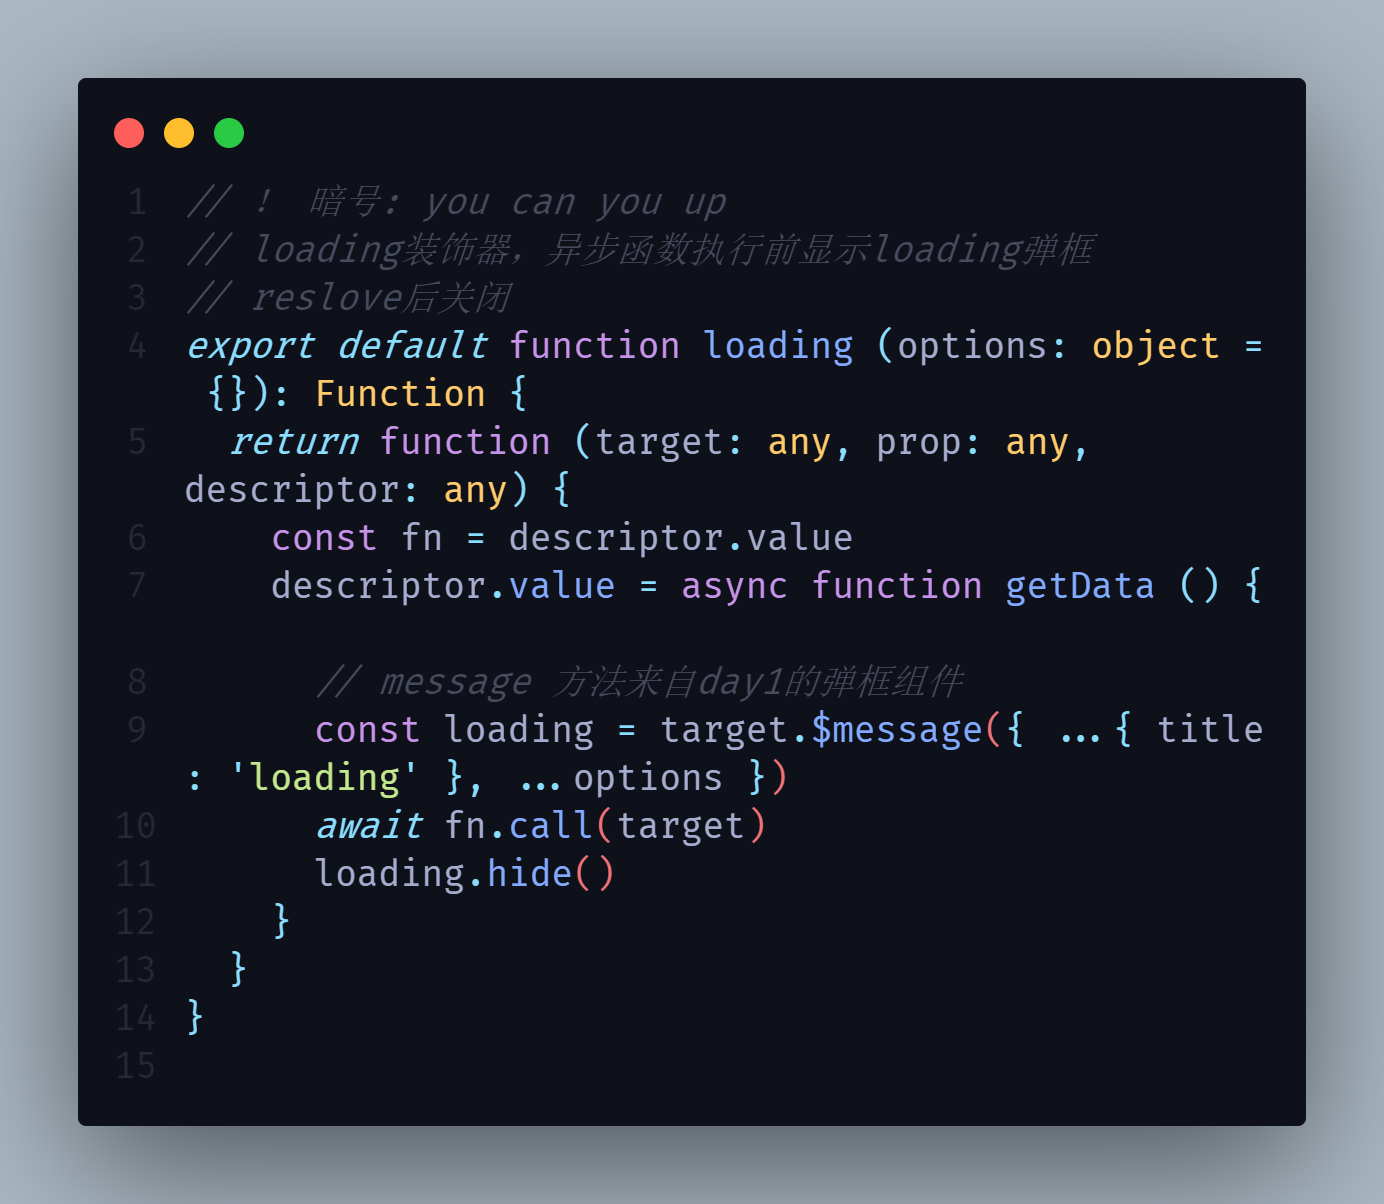 1 // ! 暗号: you can you up
2 // loading装饰器，异步函数执行前显示loading弹框
3 // reslove后关闭
4 export default function loading (options: object =
{}): Function {
5 return function (target: any, prop: any,
descriptor: any) {
6 const fn = descriptor.value
7 descriptor.value = async function getData () {
8 // message 方法来自day1的弹框组件
9 const loading = target.$message({ ...{ title
: 'loading' }, ...options })
10 await fn.call(target)
11 loading.hide()
12 }
13 }
14 }
15